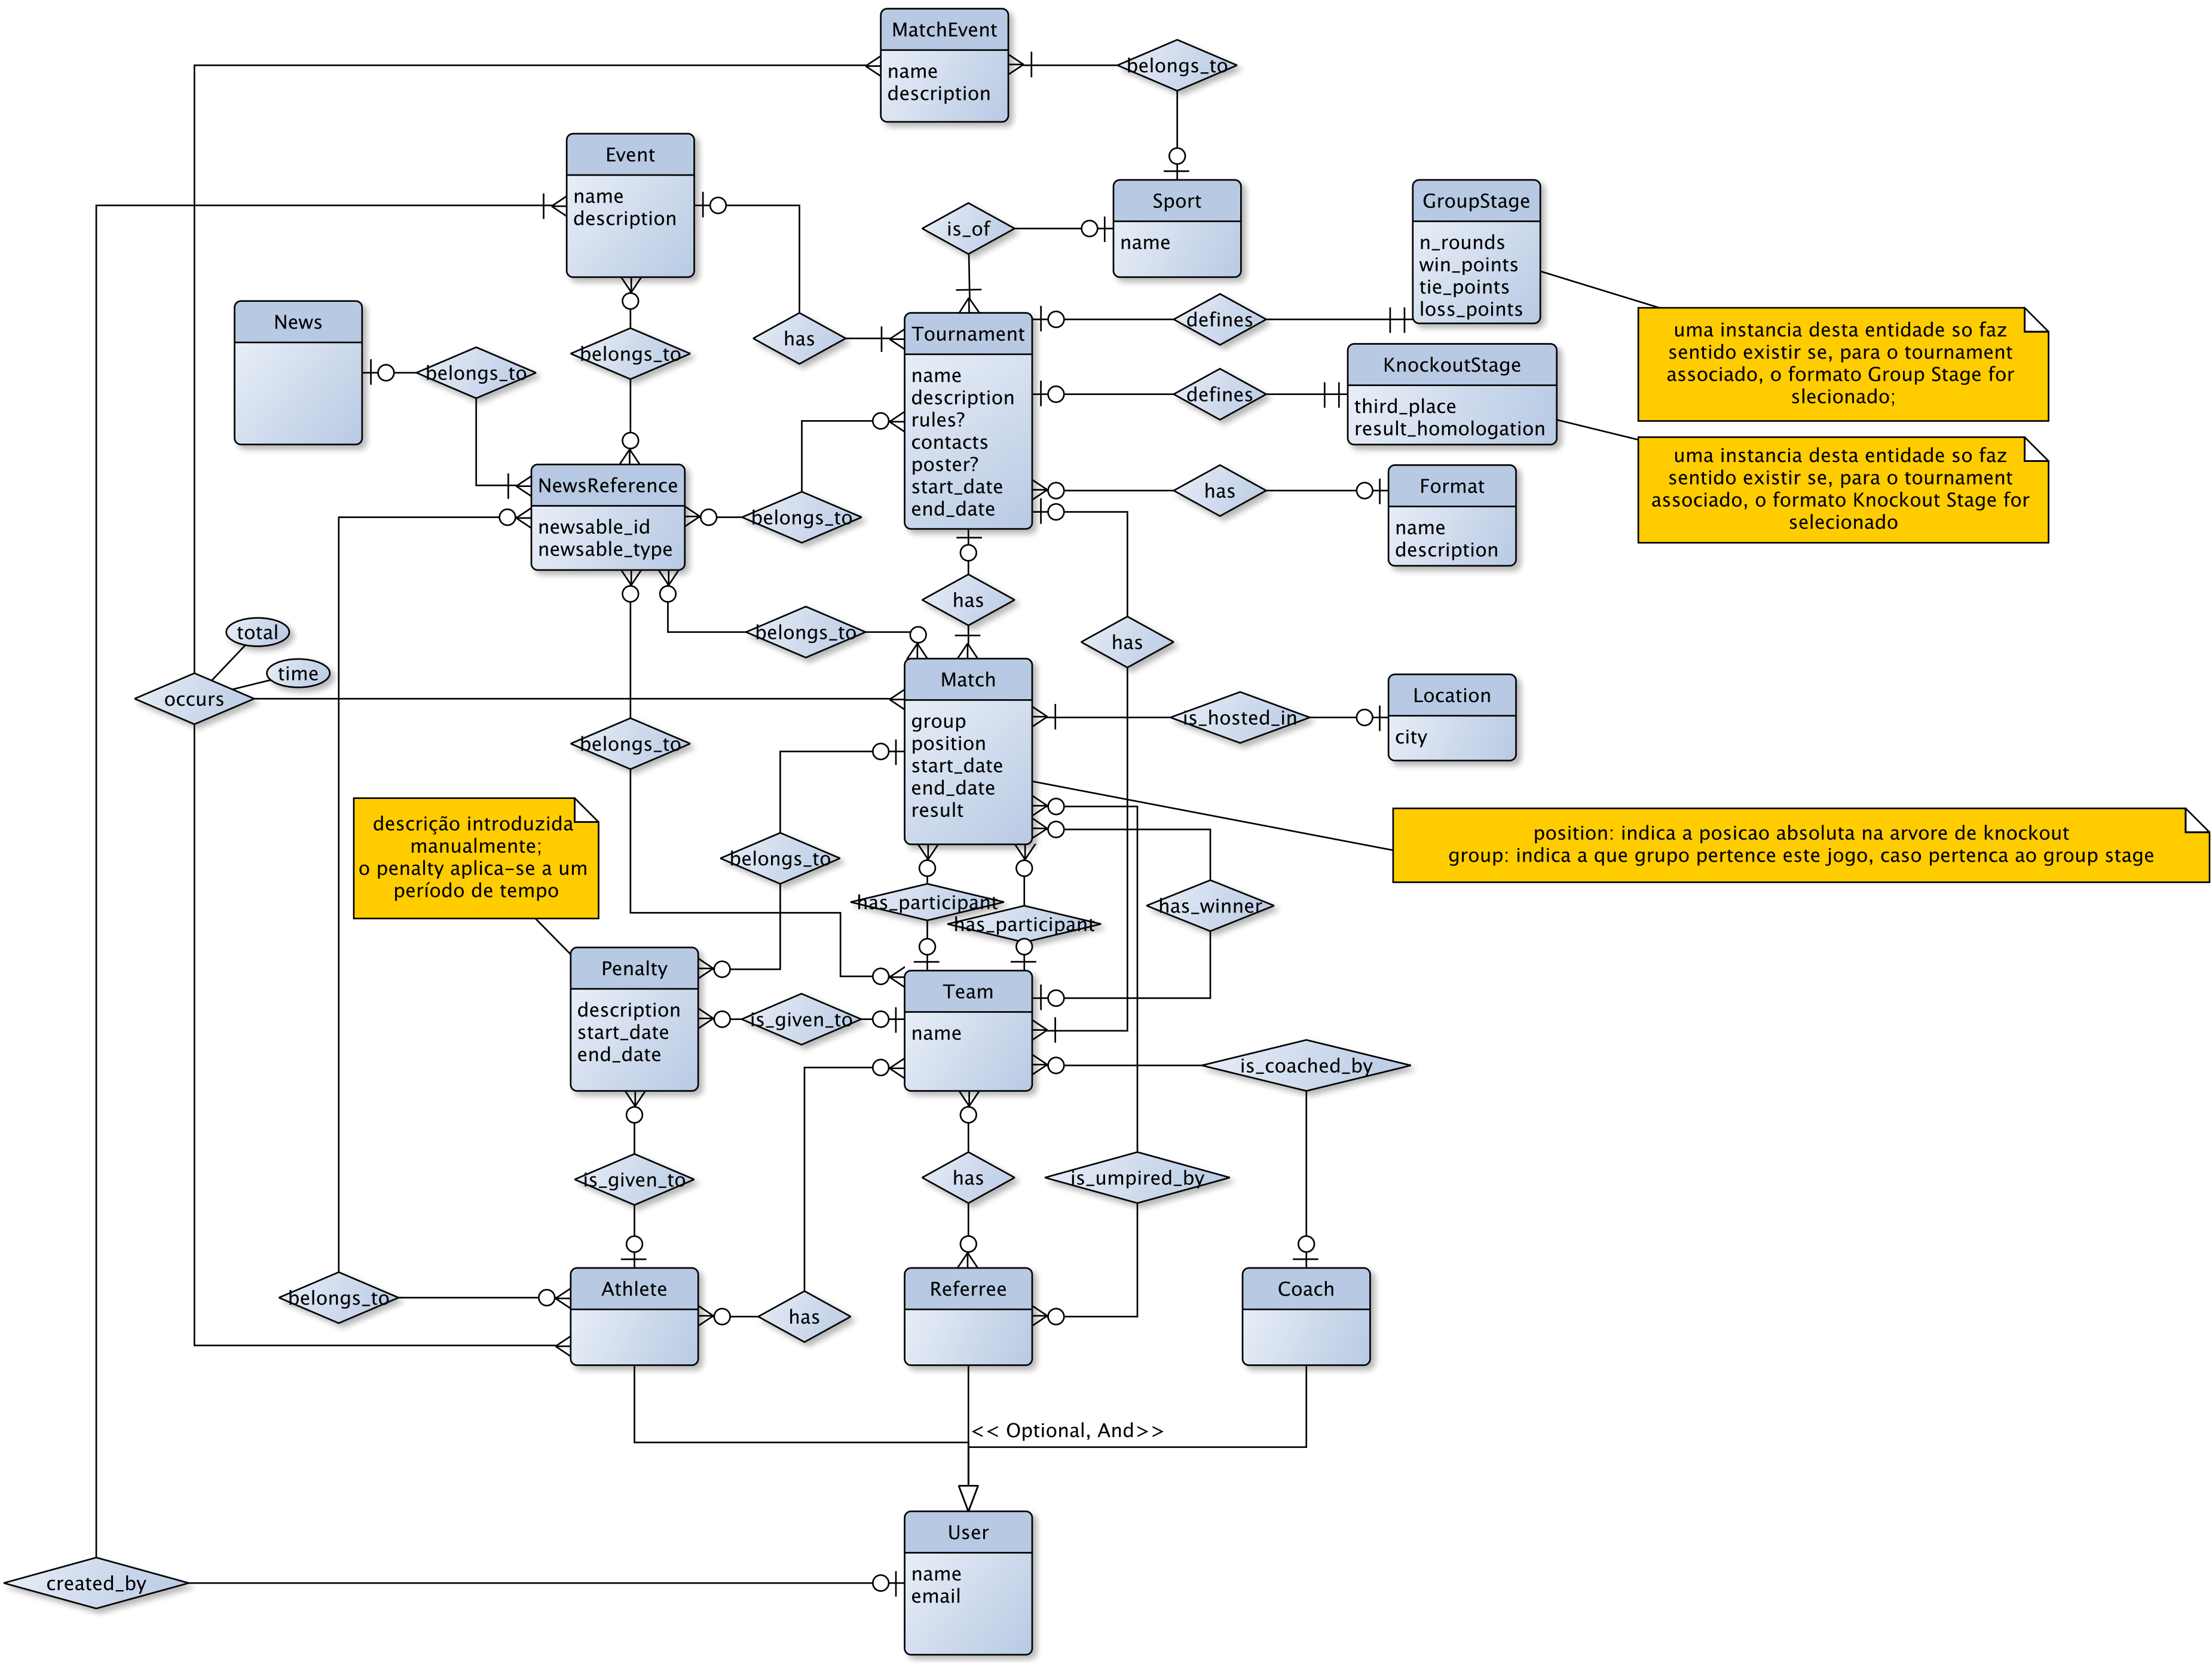 MatchEvent
name
description
belongs_to
Event
name
description
Sport
name
is_of
GroupStage
n_rounds
win_points
tie_points
loss_points
uma instancia desta entidade so faz
sentido existir se, para o tournament
associado, o formato Group Stage for
slecionado;
News
belongs_to
belongs_to
has
Tournament
name
description
rules?
contacts
poster?
start_date
end_date
defines
defines
KnockoutStage
third_place
result_homologation
uma instancia desta entidade so faz
sentido existir se, para o tournament
associado, o formato Knockout Stage for
selecionado
NewsReference
newsable_id
newsable_type
belongs_to
has
Format
name
description
has
belongs_to
has
total
time
occurs
Match
group
position
start_date
end_date
result
is_hosted_in
Location
city
belongs_to
position: indica a posicao absoluta na arvore de knockout
group: indica a que grupo pertence este jogo, caso pertenca ao group stage
descrição introduzida
manualmente;
o penalty aplica-se a um
período de tempo
belongs_to
has_participant
has_participant
has_winner
Penalty
description
start_date
end_date
is_given_to
Team
name
is_coached_by
is_given_to
has
is_umpired_by
belongs_to
Athlete
has
Referree
Coach
<< Optional, And>>
User
name
email
created_by